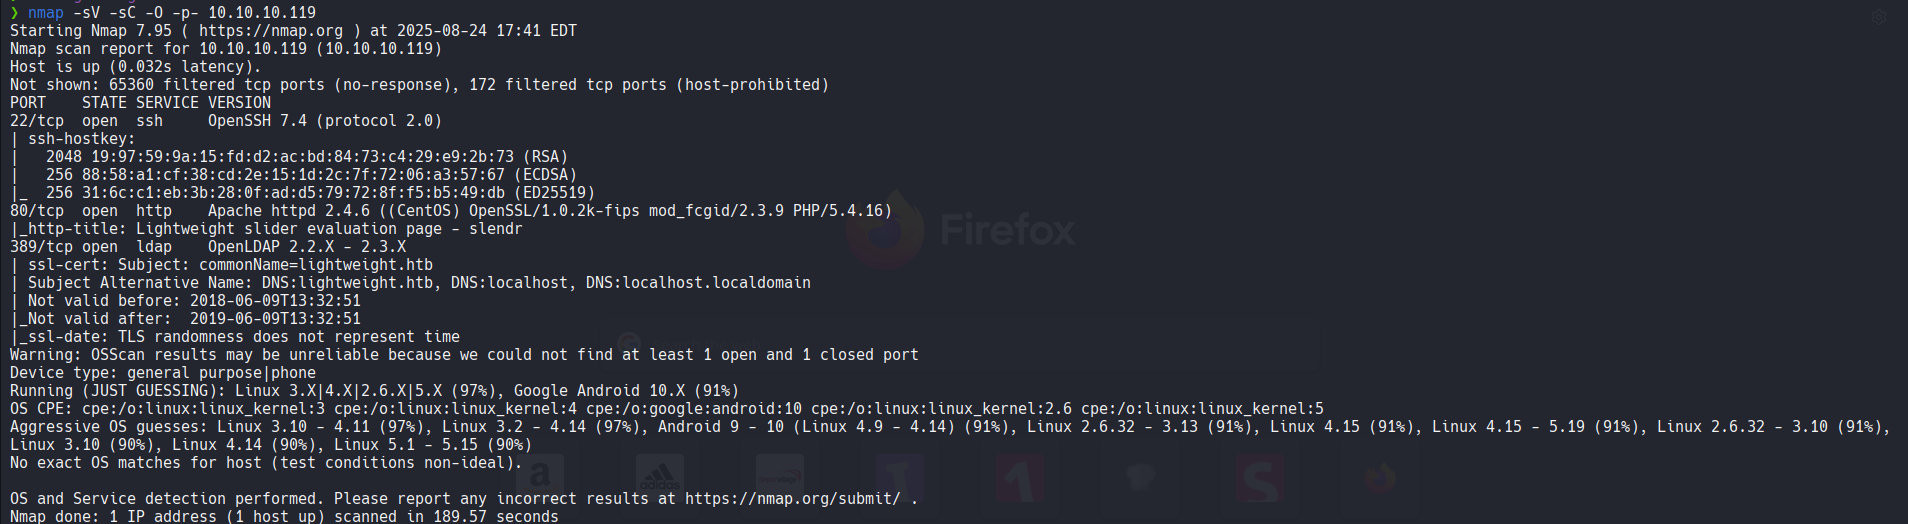 ❯ nmap -sV -sC -O -p- 10.10.10.119
Starting Nmap 7.95 ( https://nmap.org ) at 2025-08-24 17:41 EDT
Nmap scan report for 10.10.10.119 (10.10.10.119)
Host is up (0.032s latency).
Not shown: 65360 filtered tcp ports (no-response), 172 filtered tcp ports (host-prohibited)
PORT    STATE SERVICE VERSION
22/tcp  open  ssh     OpenSSH 7.4 (protocol 2.0)
| ssh-hostkey:
|   2048 19:97:59:9a:15:fd:d2:ac:bd:84:73:c4:29:e9:2b:73 (RSA)
|   256 88:58:a1:cf:38:cd:2e:15:1d:2c:7f:72:06:a3:57:67 (ECDSA)
|_  256 31:6c:c1:eb:3b:28:0f:ad:d5:79:72:8f:f5:b5:49:db (ED25519)
80/tcp  open  http    Apache httpd 2.4.6 ((CentOS) OpenSSL/1.0.2k-fips mod_fcgid/2.3.9 PHP/5.4.16)
|_http-title: Lightweight slider evaluation page - slendr
389/tcp open  ldap    OpenLDAP 2.2.X - 2.3.X
| ssl-cert: Subject: commonName=lightweight.htb
| Subject Alternative Name: DNS:lightweight.htb, DNS:localhost, DNS:localhost.localdomain
| Not valid before: 2018-06-09T13:32:51
|_Not valid after:  2019-06-09T13:32:51
|_ssl-date: TLS randomness does not represent time
Warning: OSScan results may be unreliable because we could not find at least 1 open and 1 closed port
Device type: general purpose|phone
Running (JUST GUESSING): Linux 3.X|4.X|2.6.X|5.X (97%), Google Android 10.X (91%)
OS CPE: cpe:/o:linux:linux_kernel:3 cpe:/o:linux:linux_kernel:4 cpe:/o:google:android:10 cpe:/o:linux:linux_kernel:2.6 cpe:/o:linux:linux_kernel:5
Aggressive OS guesses: Linux 3.10 - 4.11 (97%), Linux 3.2 - 4.14 (97%), Android 9 - 10 (Linux 4.9 - 4.14) (91%), Linux 2.6.32 - 3.13 (91%), Linux 4.15 (91%), Linux 4.15 - 5.19 (91%), Linux 2.6.32 - 3.10 (91%),
Linux 3.10 (90%), Linux 4.14 (90%), Linux 5.1 - 5.15 (90%)
No exact OS matches for host (test conditions non-ideal).
OS and Service detection performed. Please report any incorrect results at https://nmap.org/submit/ .
Nmap done: 1 IP address (1 host up) scanned in 189.57 seconds
Firefox
adidas